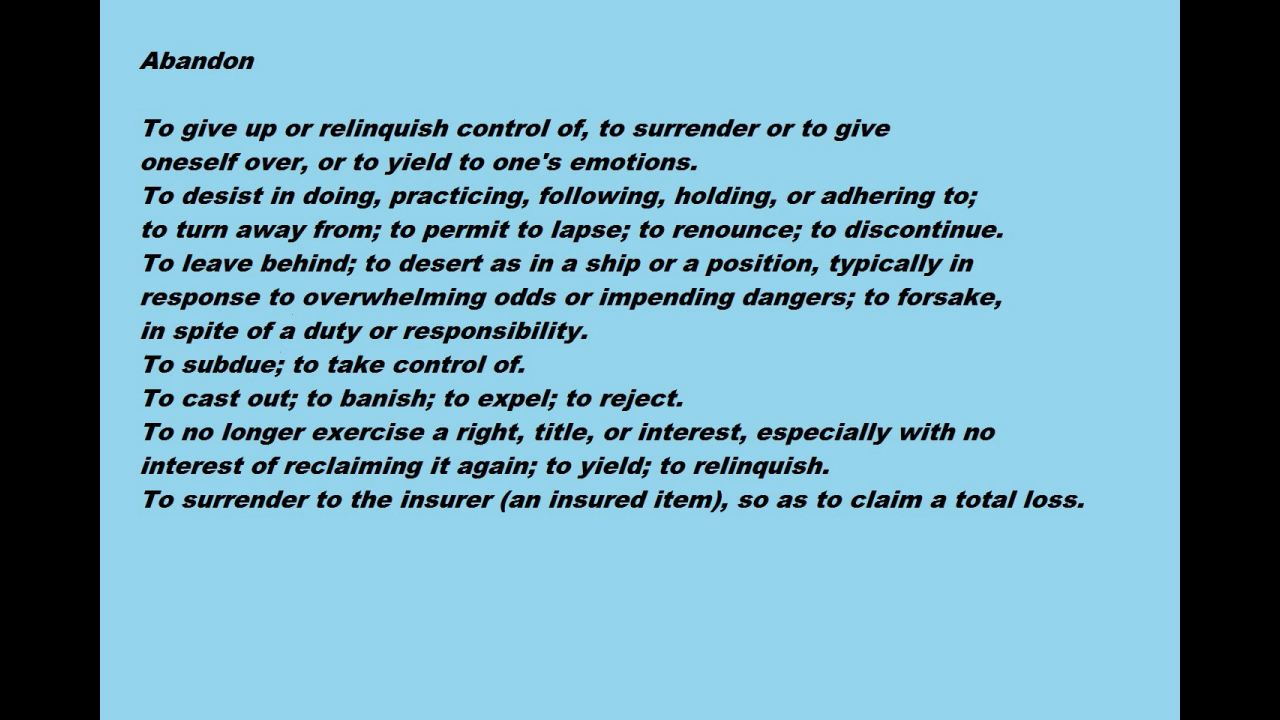 Abandon
To give up or relinquish control of, to surrender or to give
oneself over, or to yield to one's emotions.
To desist in doing, practicing, following, holding, or adhering to;
to turn away from; to permit to lapse; to renounce; to discontinue.
To leave behind; to desert as in a ship or a position, typically in
response to overwhelming odds or impending dangers; to forsake,
in spite of a duty or responsibility.
To subdue; to take control of.
To cast out; to banish; to expel; to reject.
To no longer exercise a right, title, or interest, especially with no
interest of reclaiming it again; to yield; to relinquish.
To surrender to the insurer (an insured item), so as to claim a total loss.